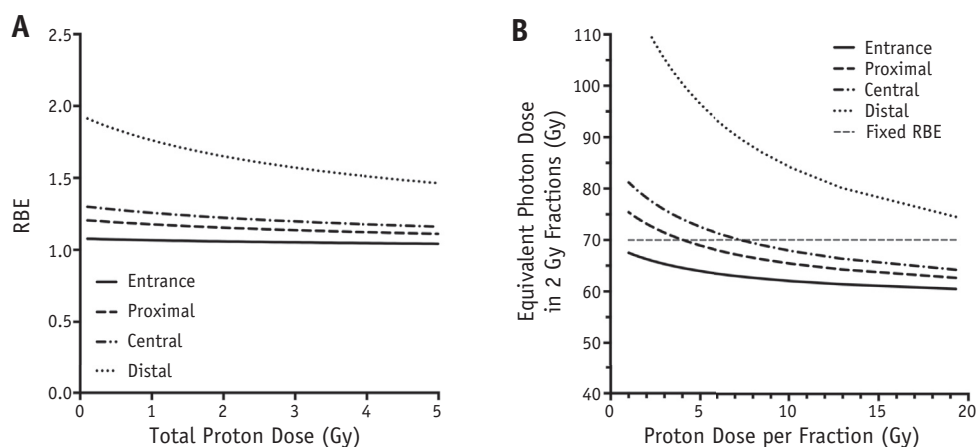 A
RBE
2.5
2.0
1.5
1.0
0.5
0.0
Entrance
Proximal
Central
Distal
0 1 2 3 4 5
Total Proton Dose (Gy)
B
Equivalent Photon Dose
in 2 Gy Fractions (Gy)
110
100
90
80
70
60
50
40
Entrance
Proximal
Central
Distal
Fixed RBE
0 5 10 15 20
Proton Dose per Fraction (Gy)